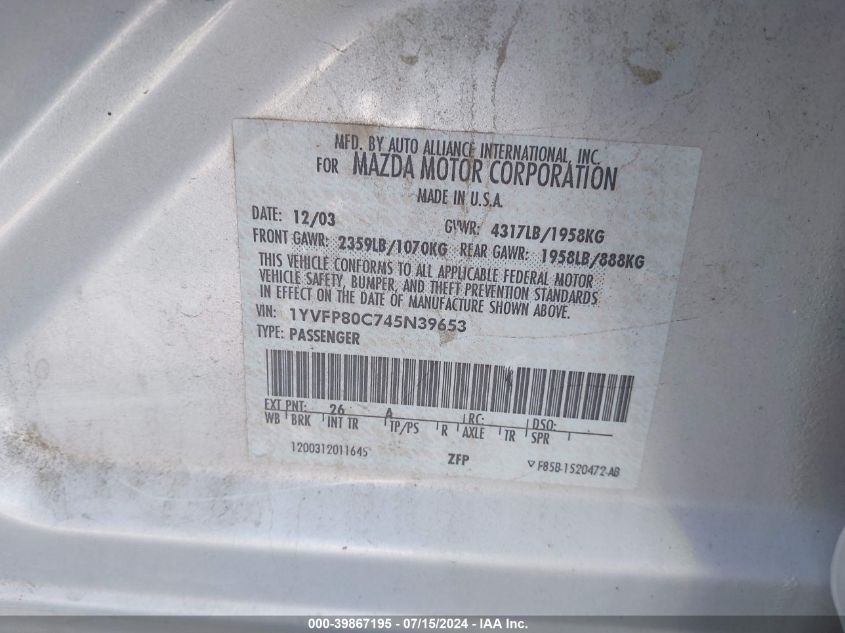 MFD. BY AUTO ALLIANCE INTERNATIONAL, INC.
FOR MAZDA MOTOR CORPORATION
MADE IN U.S.A.
DATE: 12/03 GVWR: 4317LB/1958KG
FRONT GAWR: 2359LB/1070KG REAR GAWR: 1958LB/888KG
THIS VEHICLE CONFORMS TO ALL APPLICABLE FEDERAL MOTOR
VEHICLE SAFETY, BUMPER, AND THEFT PREVENTION STANDARDS
IN EFFECT ON THE DATE OF MANUFACTURE SHOWN ABOVE.
VIN: 1YVFP80C745N39653
TYPE: PASSENGER
EXT PNT: 26 A RC: DSO:
WB BRK INT TR TP/PS R AXLE TR SPR
1200312011645 ZFP F85B-1520472-AB
000-39867195 - 07/15/2024 - IAA Inc.